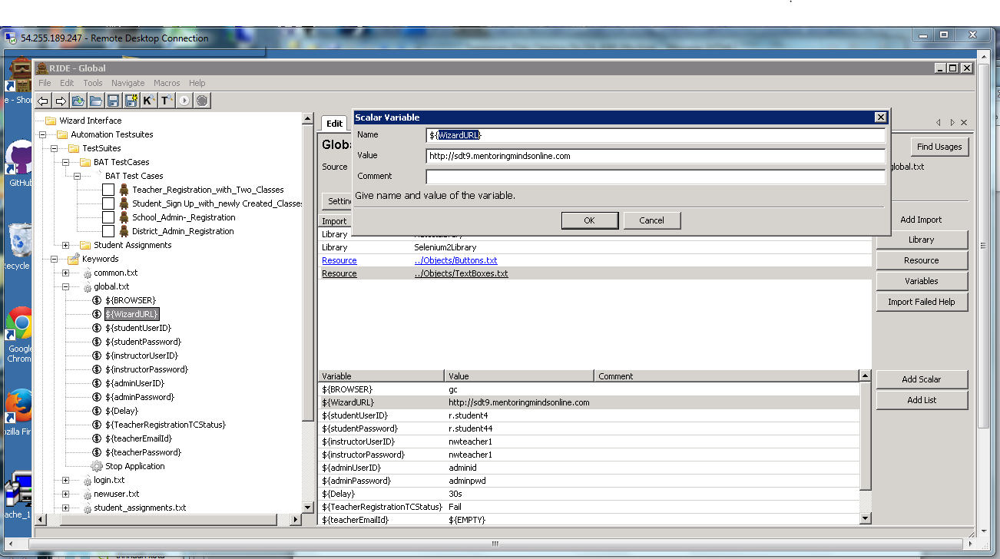 54.255.189.247 - Remote Desktop Connection
RIDE - Global
File Edit Tools Navigate Macros Help
e - Shor
GitHub
Recycle
Google
Chrom
ozilla Fir
ache_1
Wizard Interface
Automation Testsuites
TestSuites
BAT TestCases
BAT Test Cases
Teacher_Registration_with_Two_Classes
Student_Sign Up_with_newly Created_Classes
School_Admin-_Registration
District_Admin_Registration
Student Assignments
Keywords
common.txt
global.txt
${BROWSER}
${WizardURL}
${studentUserID}
${studentPassword}
${instructorUserID}
${instructorPassword}
${adminUserID}
${adminPassword}
${Delay}
${TeacherRegistrationTCStatus}
${teacherEmailId}
${teacherPassword}
Stop Application
login.txt
newuser.txt
student_assignments.txt
Edit
Globa
Source
global.txt
Find Usages
Settin
Scalar Variable
Name ${WizardURL}
Value http://sdt9.mentoringmindsonline.com
Comment
Give name and value of the variable.
OK Cancel
Import
Library
Library Selenium2Library
Resource ../Objects/Buttons.txt
Resource ../Objects/TextBoxes.txt
Add Import
Library
Resource
Variables
Import Failed Help
Variable Value Comment
${BROWSER} gc
${WizardURL} http://sdt9.mentoringmindsonline.com
${studentUserID} r.student4
${studentPassword} r.student44
${instructorUserID} nwteacher1
${instructorPassword} nwteacher1
${adminUserID} adminid
${adminPassword} adminpwd
${Delay} 30s
${TeacherRegistrationTCStatus} Fail
${teacherEmailId} ${EMPTY}
Add Scalar
Add List